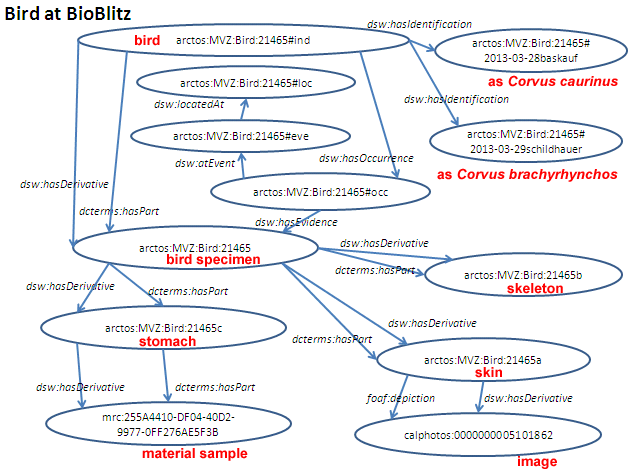 Bird at BioBlitz
bird arctos:MVZ:Bird:21465#ind
dsw:hasIdentification
arctos:MVZ:Bird:21465#
2013-03-28baskauf
as Corvus caurinus
arctos:MVZ:Bird:21465#loc
dsw:locatedAt
dsw:hasIdentification
arctos:MVZ:Bird:21465#eve
arctos:MVZ:Bird:21465#
2013-03-29schildhauer
as Corvus brachyrhynchos
dsw:atEvent
dsw:hasOccurrence
dsw:hasDerivative
arctos:MVZ:Bird:21465#occ
dcterms:hasPart
dsw:hasEvidence
arctos:MVZ:Bird:21465
bird specimen
dsw:hasDerivative
dcterms:hasPart
arctos:MVZ:Bird:21465b
skeleton
dsw:hasDerivative
dcterms:hasPart
arctos:MVZ:Bird:21465c
stomach
dsw:hasDerivative
dcterms:hasPart
arctos:MVZ:Bird:21465a
skin
dsw:hasDerivative
dcterms:hasPart
foaf:depiction
dsw:hasDerivative
mrc:255A4410-DF04-40D2-
9977-0FF276AE5F3B
material sample
calphotos:0000000005101862
image